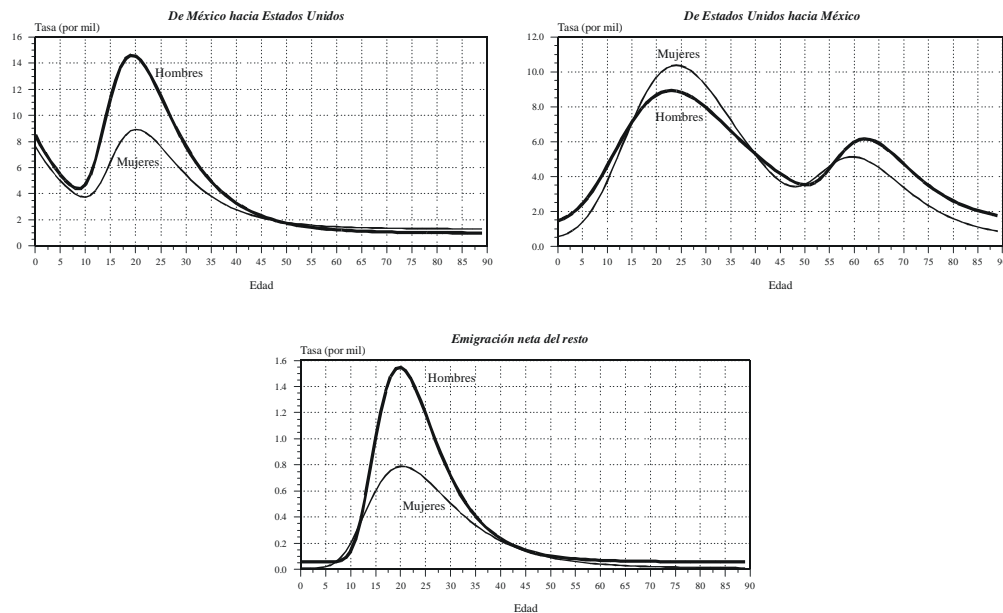 De México hacia Estados Unidos
Tasa (por mil)
16
14
12
10
8
6
4
2
0
Hombres
Mujeres
0 5 10 15 20 25 30 35 40 45 50 55 60 65 70 75 80 85 90
Edad
De Estados Unidos hacia México
Tasa (por mil)
12.0
10.0
8.0
6.0
4.0
2.0
0.0
Mujeres
Hombres
0 5 10 15 20 25 30 35 40 45 50 55 60 65 70 75 80 85 90
Edad
Emigración neta del resto
Tasa (por mil)
1.6
1.4
1.2
1.0
0.8
0.6
0.4
0.2
0.0
Hombres
Mujeres
0 5 10 15 20 25 30 35 40 45 50 55 60 65 70 75 80 85 90
Edad